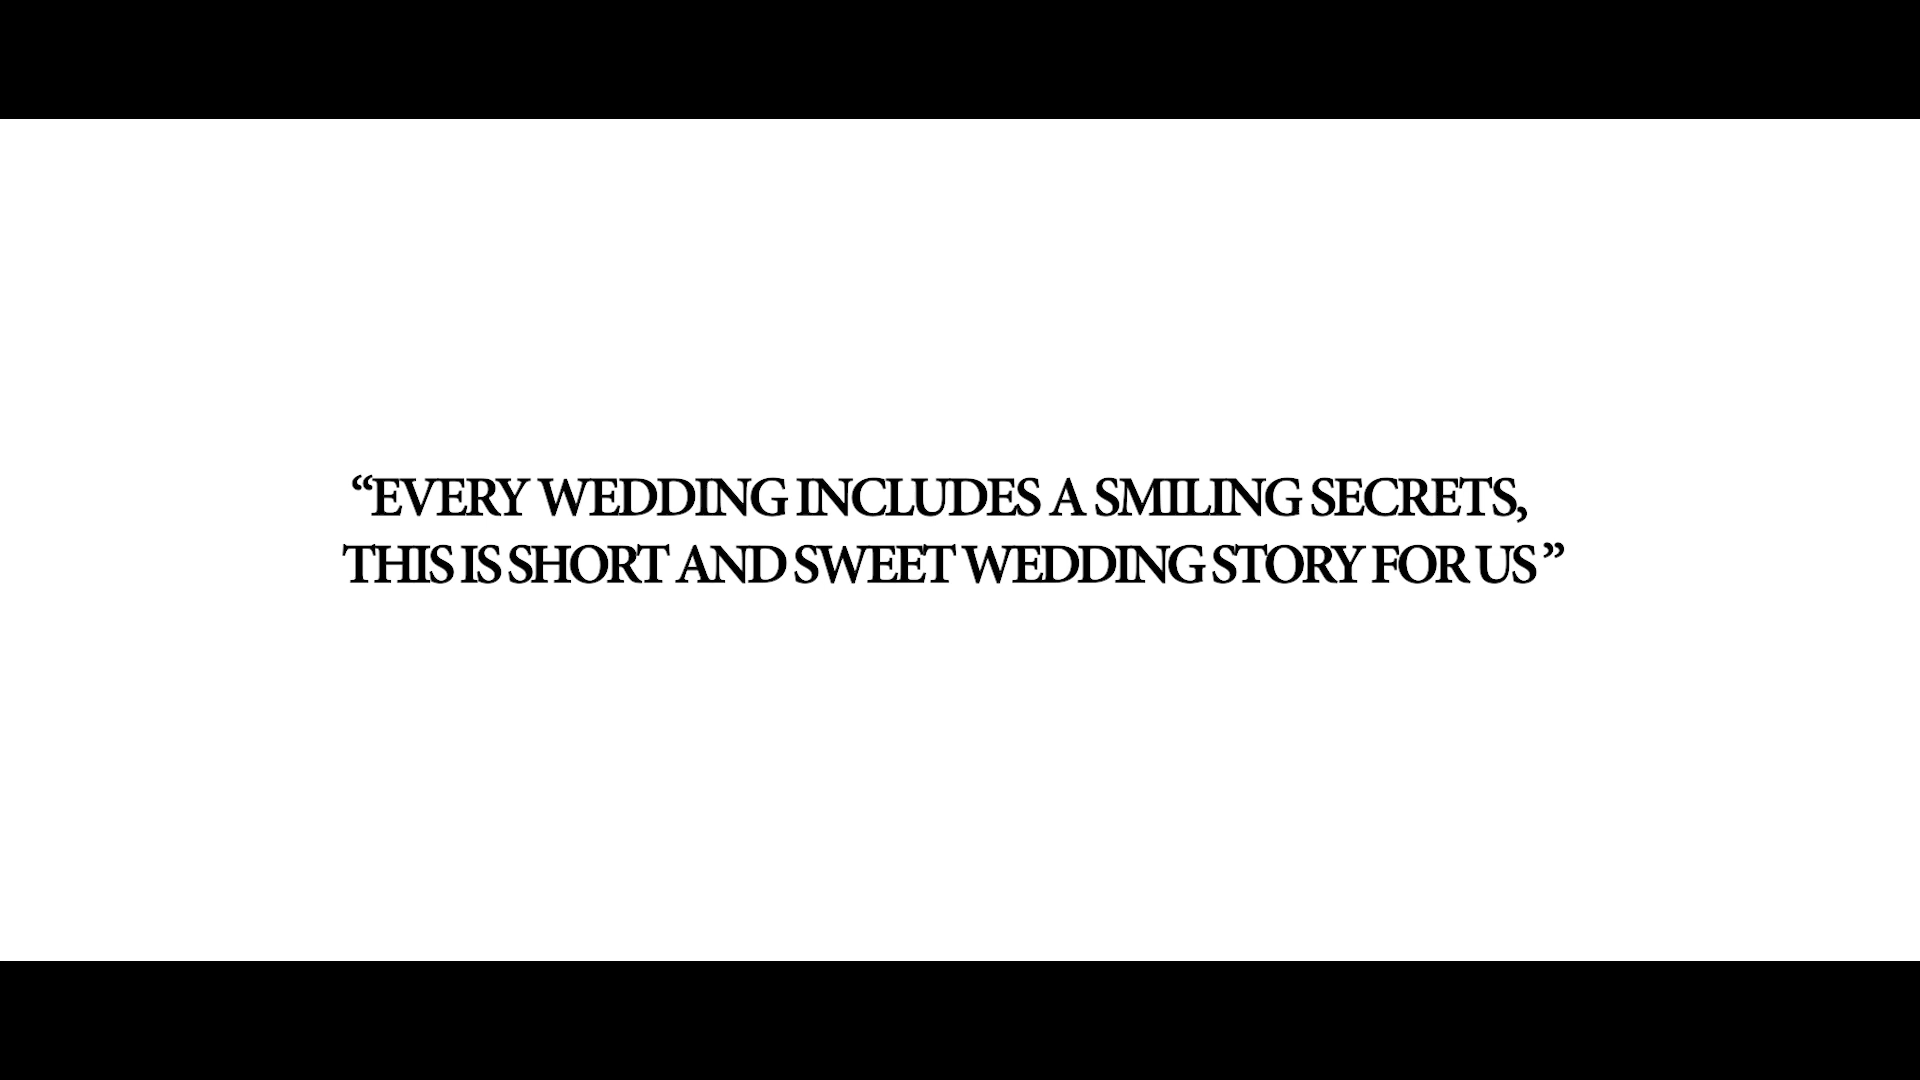 “EVERY WEDDING INCLUDES A SMILING SECRETS,
THIS IS SHORT AND SWEET WEDDING STORY FOR US ”